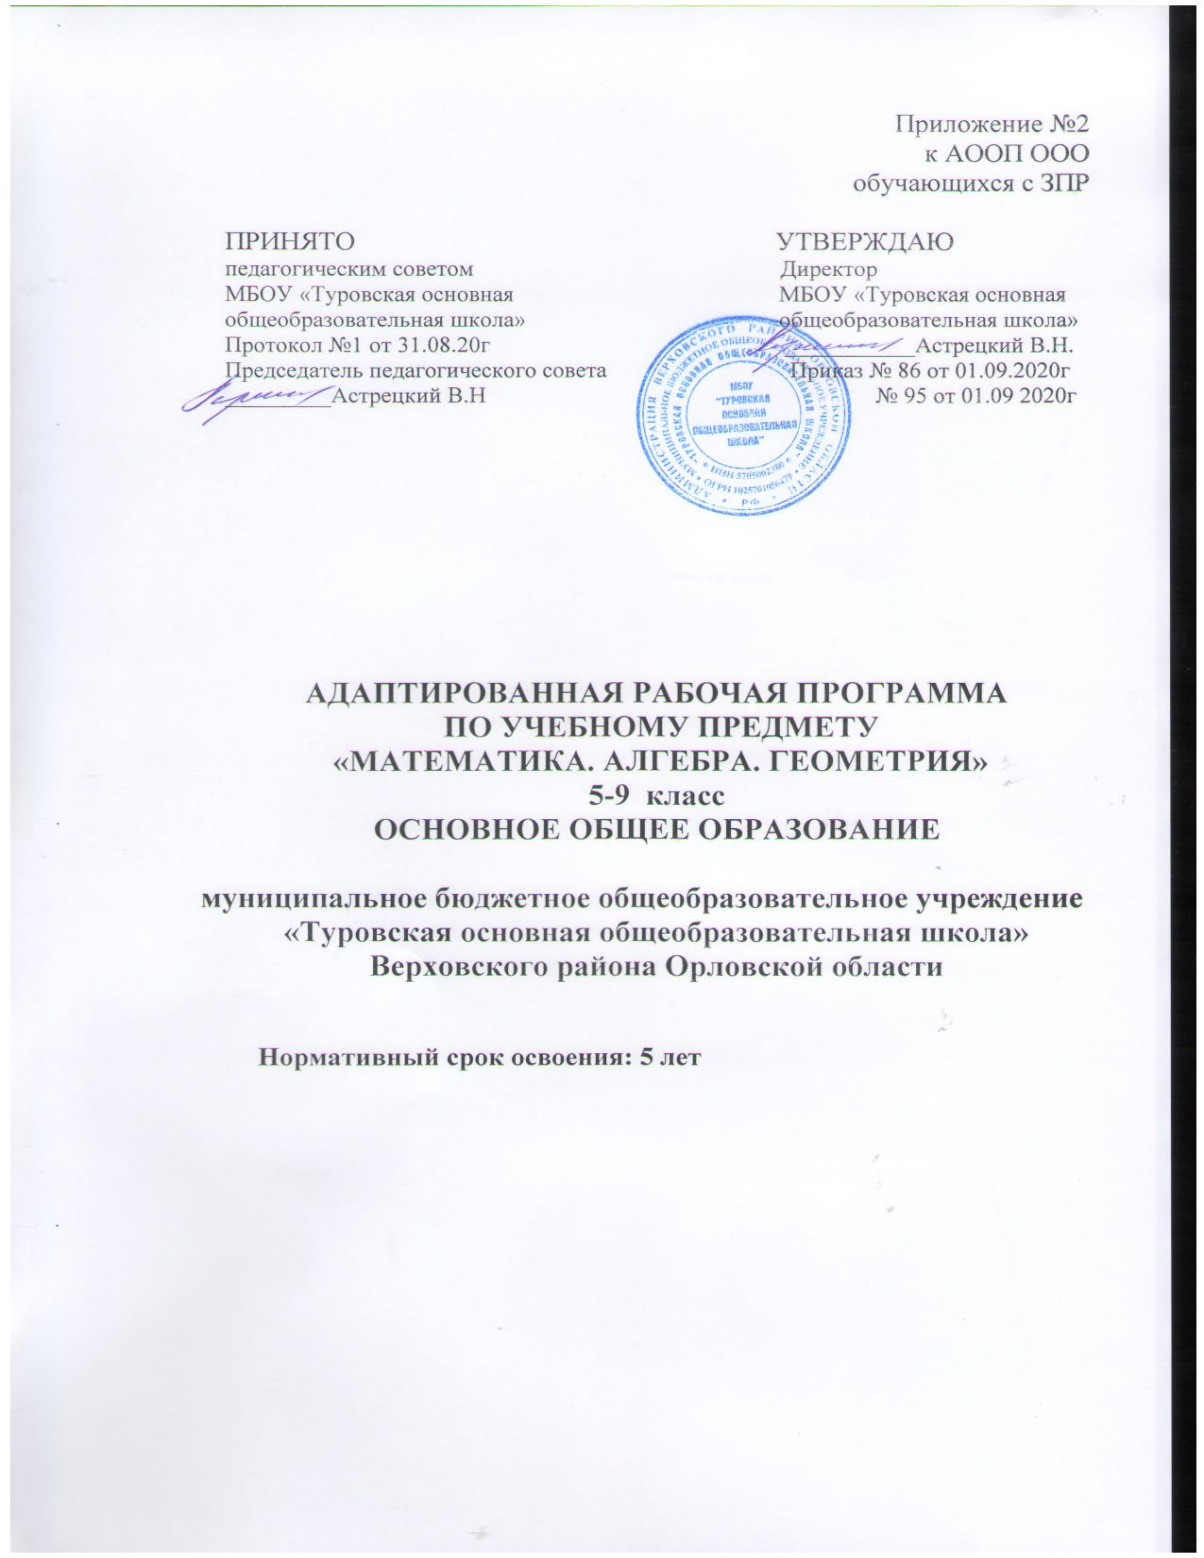 Приложение №2
к АООП ООО
обучающихся с ЗПР
ПРИНЯТО
педагогическим советом
МБОУ «Туровская основная
общеобразовательная школа»
Протокол №1 от 31.08.20г
Председатель педагогического совета
__________Астрецкий В.Н
УТВЕРЖДАЮ
Директор
МБОУ «Туровская основная
общеобразовательная школа»
__________Астрецкий В.Н.
Приказ № 86 от 01.09.2020г
№ 95 от 01.09 2020г
МБОУ
"ТУРОВСКАЯ
ОСНОВНАЯ
ОБЩЕОБРАЗОВАТЕЛЬНАЯ
ШКОЛА"
АДАПТИРОВАННАЯ РАБОЧАЯ ПРОГРАММА
ПО УЧЕБНОМУ ПРЕДМЕТУ
«МАТЕМАТИКА. АЛГЕБРА. ГЕОМЕТРИЯ»
5-9 класс
ОСНОВНОЕ ОБЩЕЕ ОБРАЗОВАНИЕ
муниципальное бюджетное общеобразовательное учреждение
«Туровская основная общеобразовательная школа»
Верховского района Орловской области
Нормативный срок освоения: 5 лет